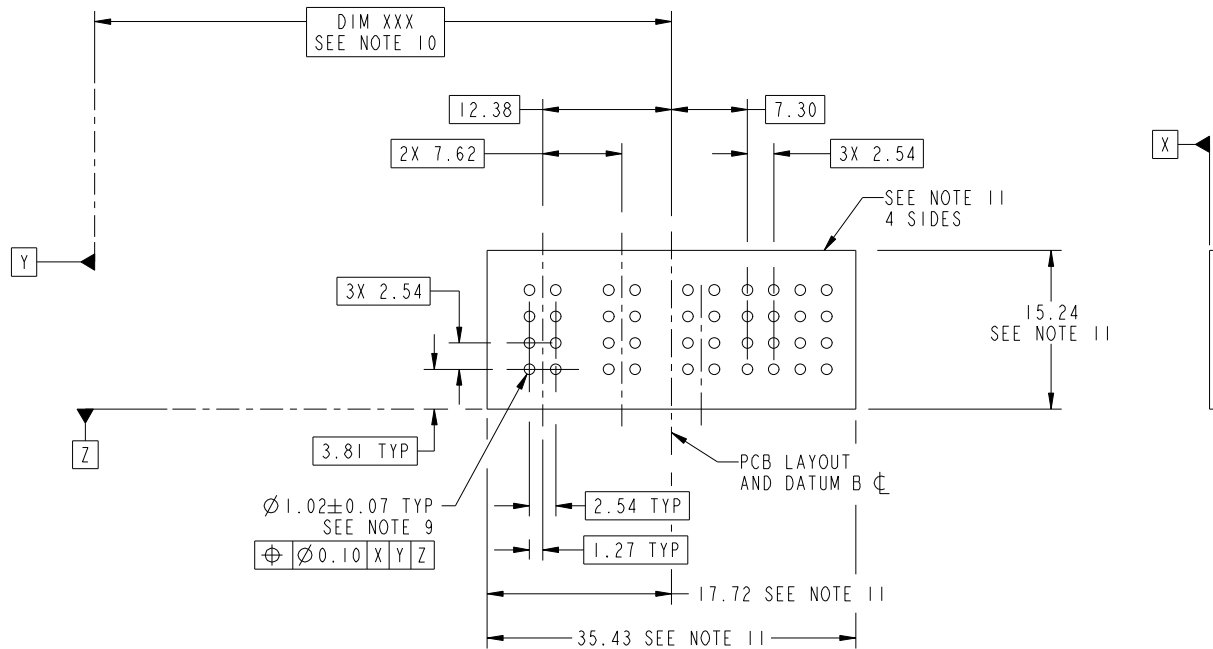 DIM XXX
SEE NOTE 10
12.38
7.30
2X 7.62
3X 2.54
X
SEE NOTE 11
4 SIDES
Y
3X 2.54
15.24
SEE NOTE 11
Z
3.81 TYP
PCB LAYOUT
AND DATUM B ℄
Ø1.02±0.07 TYP
SEE NOTE 9
2.54 TYP
⌖ Ø0.10 X Y Z
1.27 TYP
17.72 SEE NOTE 11
35.43 SEE NOTE 11